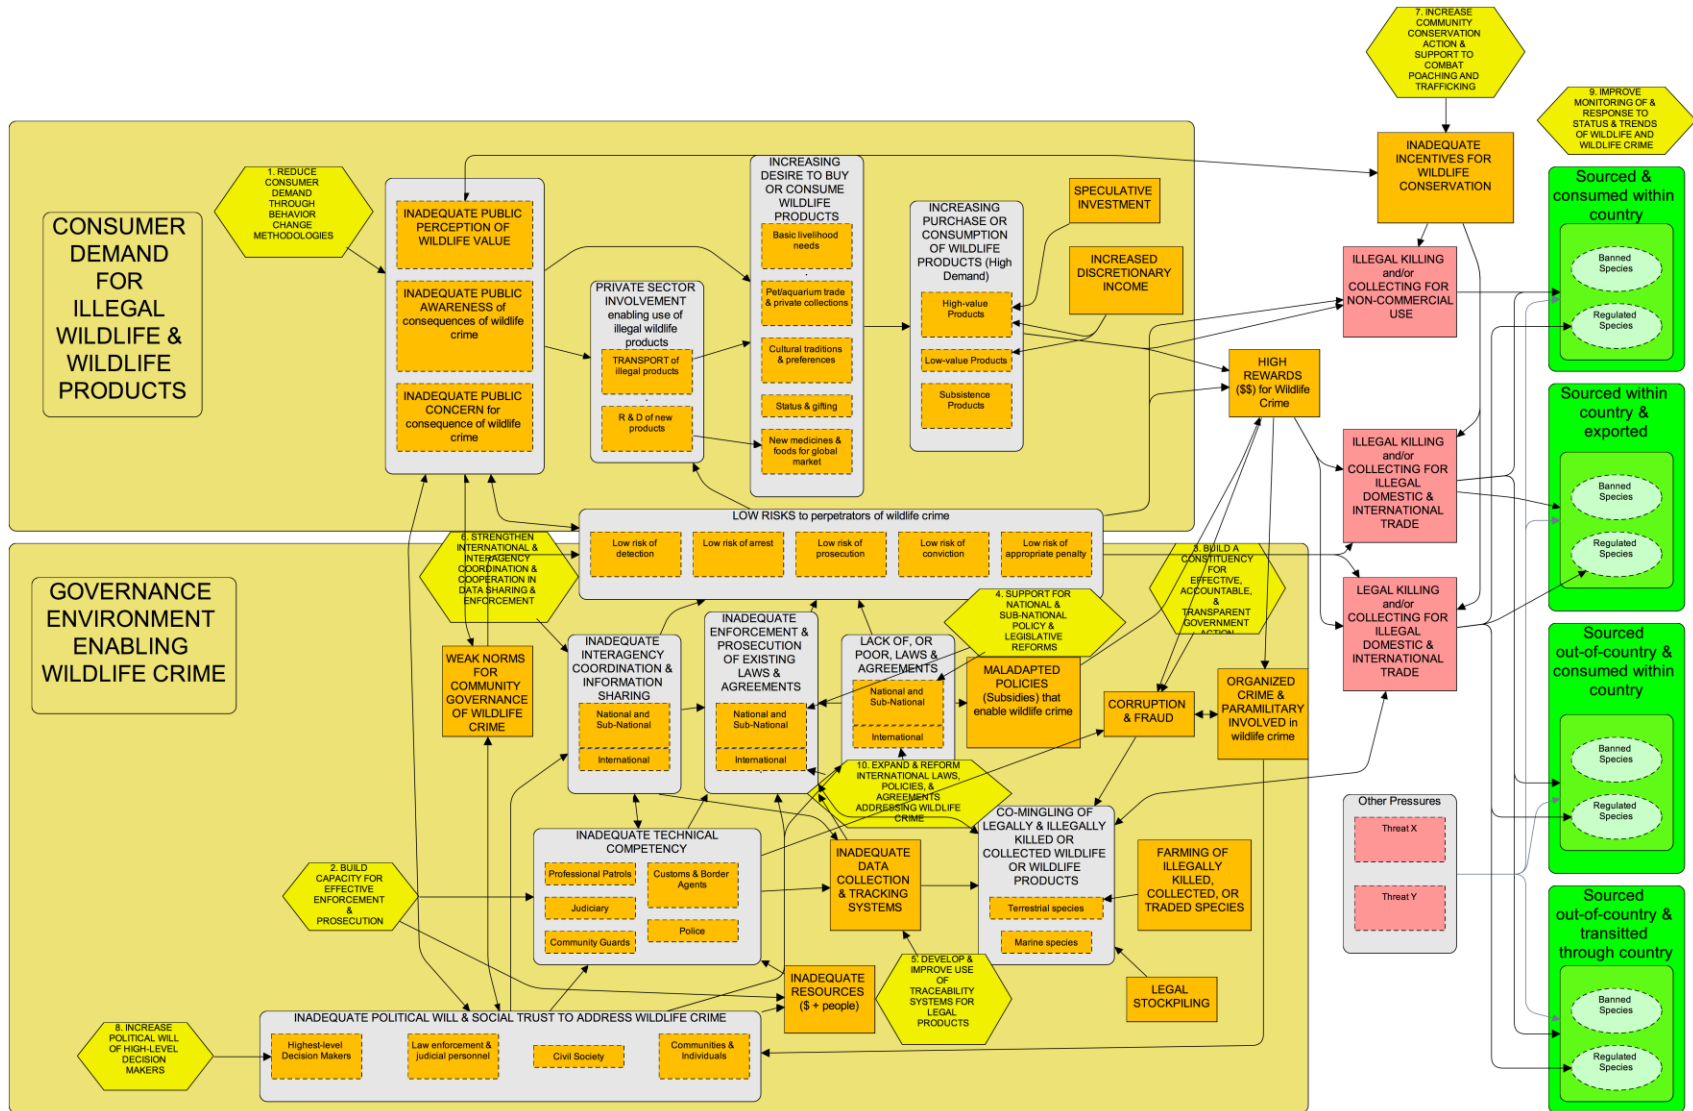 7. INCREASE
COMMUNITY
CONSERVATION
ACTION &
SUPPORT TO
COMBAT
POACHING AND
TRAFFICKING
9. IMPROVE
MONITORING OF &
RESPONSE TO
STATUS & TRENDS
OF WILDLIFE AND
WILDLIFE CRIME
CONSUMER
DEMAND
FOR
ILLEGAL
WILDLIFE &
WILDLIFE
PRODUCTS
1. REDUCE
CONSUMER
DEMAND
THROUGH
BEHAVIOR
CHANGE
METHODOLOGIES
INADEQUATE PUBLIC
PERCEPTION OF
WILDLIFE VALUE
INADEQUATE PUBLIC
AWARENESS of
consequences of wildlife
crime
INADEQUATE PUBLIC
CONCERN for
consequence of wildlife
crime
PRIVATE SECTOR
INVOLVEMENT
enabling use of
illegal wildlife
products
TRANSPORT of
illegal products
.
R & D of new
products
INCREASING
DESIRE TO BUY
OR CONSUME
WILDLIFE
PRODUCTS
Basic livelihood
needs
.
Pet/aquarium trade
& private collections
Cultural traditions
& preferences
Status & gifting
New medicines &
foods for global
market
INCREASING
PURCHASE OR
CONSUMPTION
OF WILDLIFE
PRODUCTS (High
Demand)
High-value
Products
Low-value Products
Subsistence
Products
SPECULATIVE
INVESTMENT
INCREASED
DISCRETIONARY
INCOME
HIGH
REWARDS
($$) for Wildlife
Crime
INADEQUATE
INCENTIVES FOR
WILDLIFE
CONSERVATION
ILLEGAL KILLING
and/or
COLLECTING FOR
NON-COMMERCIAL
USE
ILLEGAL KILLING
and/or
COLLECTING FOR
ILLEGAL
DOMESTIC &
INTERNATIONAL
TRADE
LEGAL KILLING
and/or
COLLECTING FOR
ILLEGAL
DOMESTIC &
INTERNATIONAL
TRADE
Sourced &
consumed within
country
Banned
Species
Regulated
Species
Sourced within
country &
exported
Banned
Species
Regulated
Species
Sourced
out-of-country &
consumed within
country
Banned
Species
Regulated
Species
Sourced
out-of-country &
transitted
through country
Banned
Species
Regulated
Species
Other Pressures
Threat X
Threat Y
LOW RISKS to perpetrators of wildlife crime
Low risk of
detection
Low risk of arrest
Low risk of
prosecution
Low risk of
conviction
Low risk of
appropriate penalty
GOVERNANCE
ENVIRONMENT
ENABLING
WILDLIFE CRIME
6. STRENGTHEN
INTERNATIONAL &
INTERAGENCY
COORDINATION &
COOPERATION IN
DATA SHARING &
ENFORCEMENT
3. BUILD A
CONSTITUENCY
FOR
EFFECTIVE,
ACCOUNTABLE,
&
TRANSPARENT
GOVERNMENT
ACTION
4. SUPPORT FOR
NATIONAL &
SUB-NATIONAL
POLICY &
LEGISLATIVE
REFORMS
WEAK NORMS
FOR
COMMUNITY
GOVERNANCE
OF WILDLIFE
CRIME
INADEQUATE
INTERAGENCY
COORDINATION &
INFORMATION
SHARING
National and
Sub-National
International
INADEQUATE
ENFORCEMENT &
PROSECUTION
OF EXISTING
LAWS &
AGREEMENTS
National and
Sub-National
International
LACK OF, OR
POOR, LAWS &
AGREEMENTS
National and
Sub-National
International
MALADAPTED
POLICIES
(Subsidies) that
enable wildlife crime
CORRUPTION
& FRAUD
ORGANIZED
CRIME &
PARAMILITARY
INVOLVED in
wildlife crime
10. EXPAND & REFORM
INTERNATIONAL LAWS,
POLICIES, &
AGREEMENTS
ADDRESSING WILDLIFE
CRIME
INADEQUATE TECHNICAL
COMPETENCY
Professional Patrols
Customs & Border
Agents
Judiciary
Police
Community Guards
2. BUILD
CAPACITY FOR
EFFECTIVE
ENFORCEMENT
&
PROSECUTION
INADEQUATE
DATA
COLLECTION
& TRACKING
SYSTEMS
CO-MINGLING OF
LEGALLY & ILLEGALLY
KILLED OR
COLLECTED WILDLIFE
OR WILDLIFE
PRODUCTS
Terrestrial species
Marine species
FARMING OF
ILLEGALLY
KILLED,
COLLECTED, OR
TRADED SPECIES
LEGAL
STOCKPILING
INADEQUATE
RESOURCES
($ + people)
5. DEVELOP &
IMPROVE USE
OF
TRACEABILITY
SYSTEMS FOR
LEGAL
PRODUCTS
8. INCREASE
POLITICAL WILL
OF HIGH-LEVEL
DECISION
MAKERS
INADEQUATE POLITICAL WILL & SOCIAL TRUST TO ADDRESS WILDLIFE CRIME
Highest-level
Decision Makers
Law enforcement &
judicial personnel
Civil Society
Communities &
Individuals